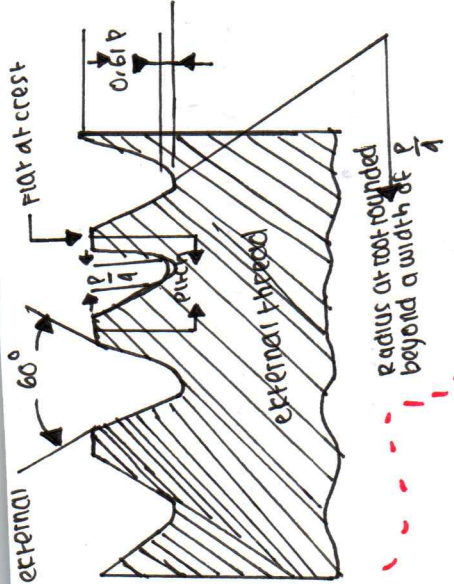 external
60°
Flat at crest
0.61 P
P
4
Pitch
external thread
Radius at root rounded
beyond a width of P
4